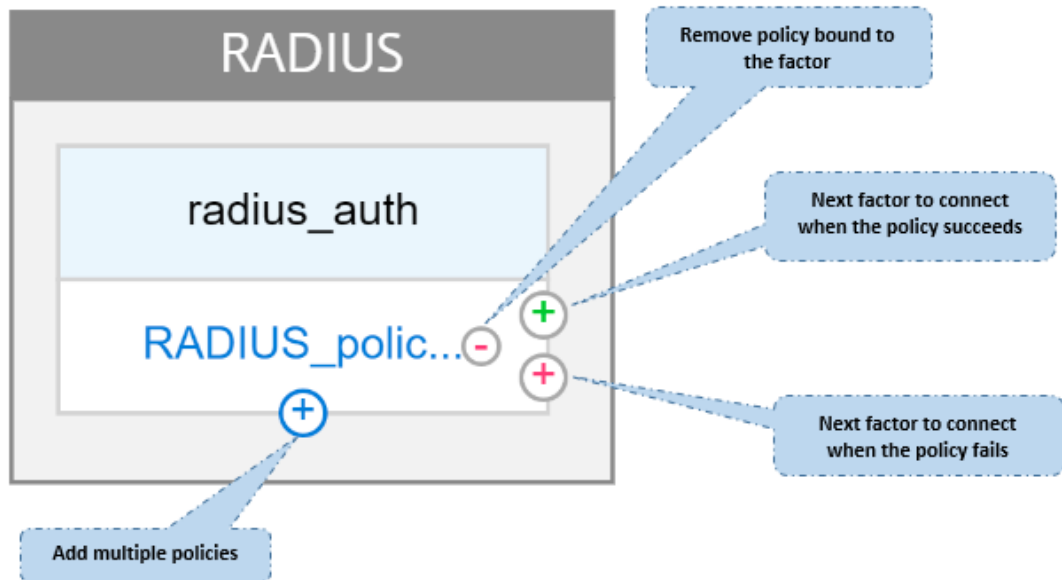 RADIUS
Remove policy bound to
the factor
radius_auth
Next factor to connect
when the policy succeeds
RADIUS_polic...
-
+
+
+
Next factor to connect
when the policy fails
Add multiple policies